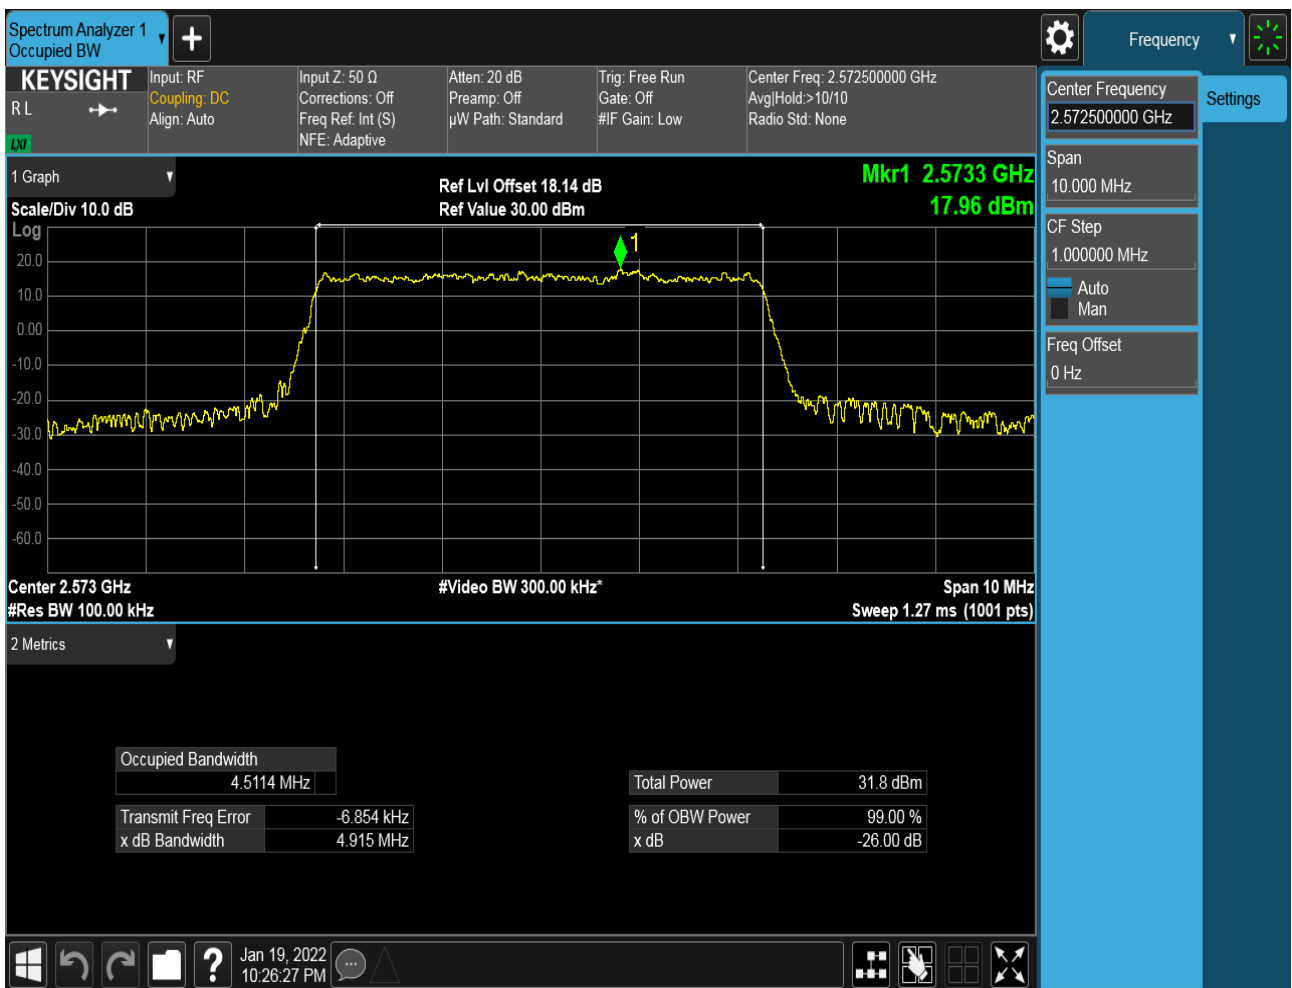 Spectrum Analyzer 1
Occupied BW
Frequency
KEYSIGHT
R L
LXI
Input: RF
Coupling: DC
Align: Auto
Input Z: 50 Ω
Corrections: Off
Freq Ref: Int (S)
NFE: Adaptive
Atten: 20 dB
Preamp: Off
µW Path: Standard
Trig: Free Run
Gate: Off
#IF Gain: Low
Center Freq: 2.572500000 GHz
Avg|Hold:>10/10
Radio Std: None
Center Frequency
2.572500000 GHz
Settings
Span
10.000 MHz
CF Step
1.000000 MHz
Auto
Man
Freq Offset
0 Hz
1 Graph
Scale/Div 10.0 dB
Ref Lvl Offset 18.14 dB
Ref Value 30.00 dBm
Mkr1 2.5733 GHz
17.96 dBm
Log
1
20.0
10.0
0.00
-10.0
-20.0
-30.0
-40.0
-50.0
-60.0
Center 2.573 GHz
#Res BW 100.00 kHz
#Video BW 300.00 kHz*
Span 10 MHz
Sweep 1.27 ms (1001 pts)
2 Metrics
Occupied Bandwidth
4.5114 MHz
Transmit Freq Error -6.854 kHz
x dB Bandwidth 4.915 MHz
Total Power 31.8 dBm
% of OBW Power 99.00 %
x dB -26.00 dB
?
Jan 19, 2022
10:26:27 PM